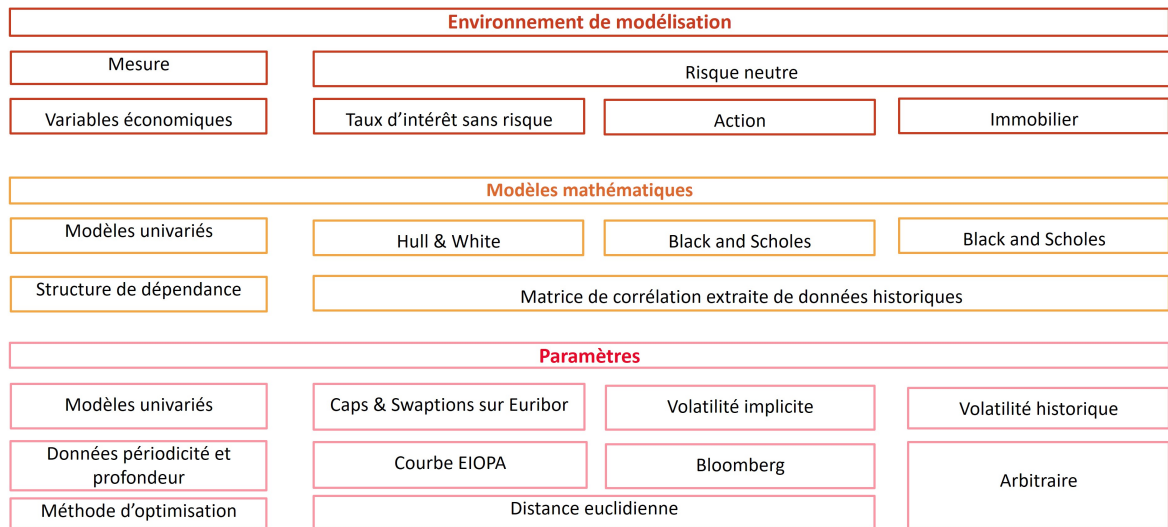 Environnement de modélisation
Mesure
Risque neutre
Variables économiques
Taux d'intérêt sans risque
Action
Immobilier
Modèles mathématiques
Modèles univariés
Hull & White
Black and Scholes
Black and Scholes
Structure de dépendance
Matrice de corrélation extraite de données historiques
Paramètres
Modèles univariés
Caps & Swaptions sur Euribor
Volatilité implicite
Volatilité historique
Données périodicité et
profondeur
Courbe EIOPA
Bloomberg
Arbitraire
Méthode d'optimisation
Distance euclidienne